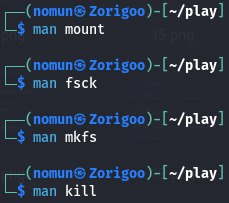 ┌──(nomun㉿Zorigoo)-[~/play]
└─$ man mount
┌──(nomun㉿Zorigoo)-[~/play]
└─$ man fsck
┌──(nomun㉿Zorigoo)-[~/play]
└─$ man mkfs
┌──(nomun㉿Zorigoo)-[~/play]
└─$ man kill